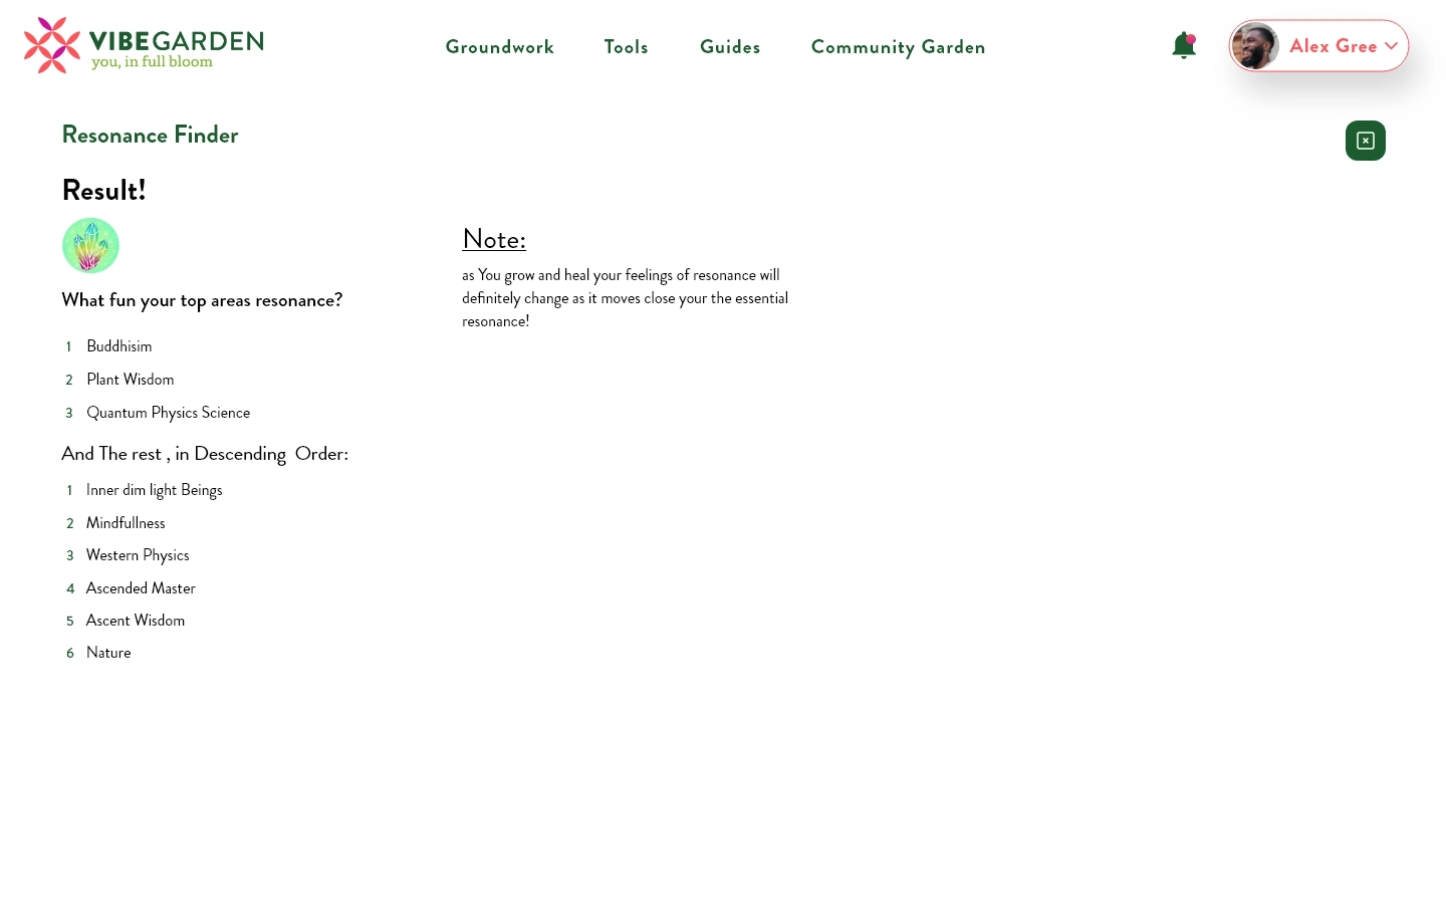 VIBEGARDEN
you, in full bloom
Groundwork
Tools
Guides
Community Garden
Alex Gree
Resonance Finder
Result!
What fun your top areas resonance?
1 Buddhisim
2 Plant Wisdom
3 Quantum Physics Science
And The rest , in Descending Order:
1 Inner dim light Beings
2 Mindfullness
3 Western Physics
4 Ascended Master
5 Ascent Wisdom
6 Nature
Note:
as You grow and heal your feelings of resonance will
definitely change as it moves close your the essential
resonance!